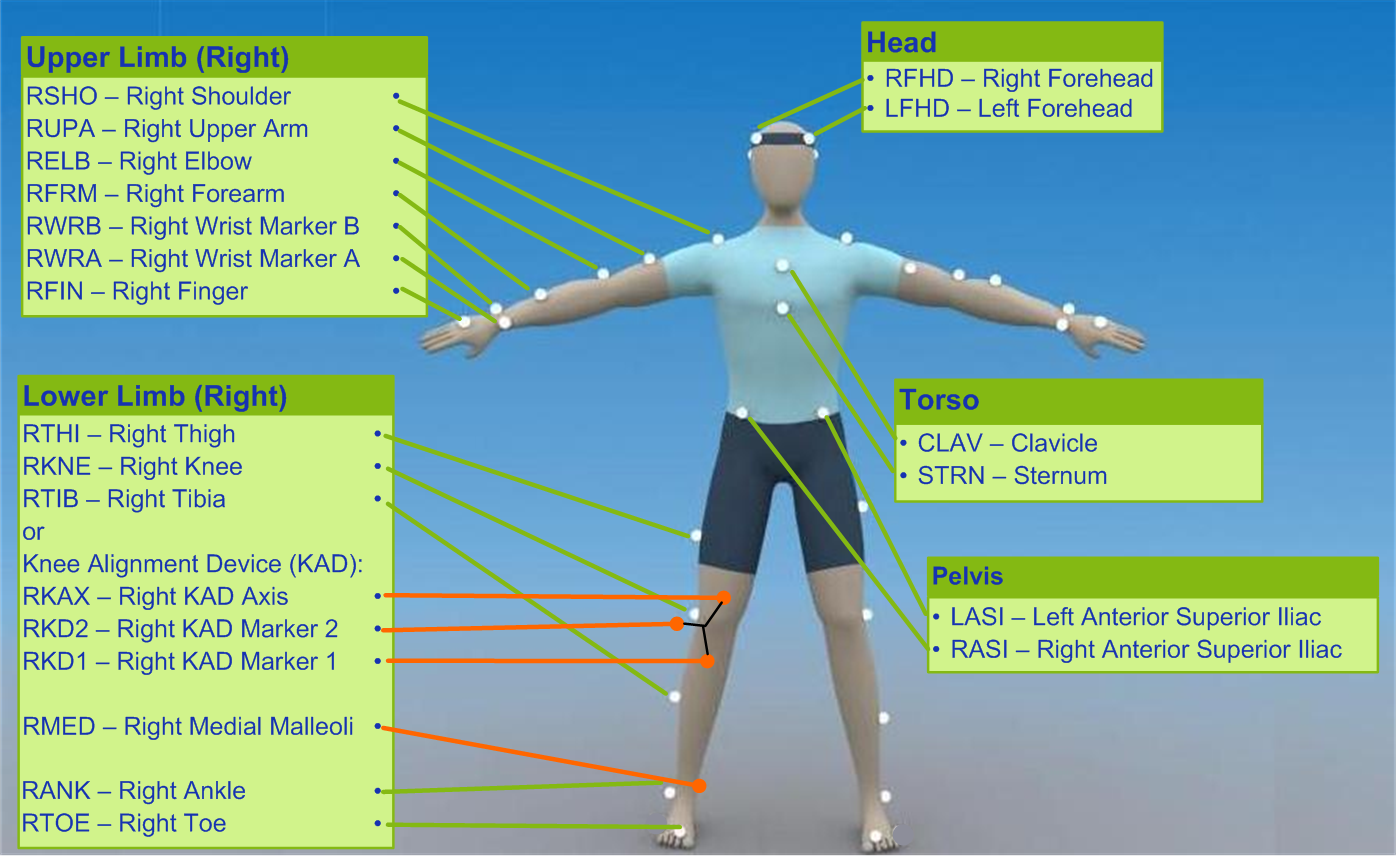 Upper Limb (Right)
RSHO – Right Shoulder •
RUPA – Right Upper Arm •
RELB – Right Elbow •
RFRM – Right Forearm •
RWRB – Right Wrist Marker B •
RWRA – Right Wrist Marker A •
RFIN – Right Finger •
Head
• RFHD – Right Forehead
• LFHD – Left Forehead
Lower Limb (Right)
RTHI – Right Thigh •
RKNE – Right Knee •
RTIB – Right Tibia •
or
Knee Alignment Device (KAD):
RKAX – Right KAD Axis •
RKD2 – Right KAD Marker 2 •
RKD1 – Right KAD Marker 1 •
RMED – Right Medial Malleoli •
RANK – Right Ankle •
RTOE – Right Toe •
Torso
• CLAV – Clavicle
• STRN – Sternum
Pelvis
• LASI – Left Anterior Superior Iliac
• RASI – Right Anterior Superior Iliac